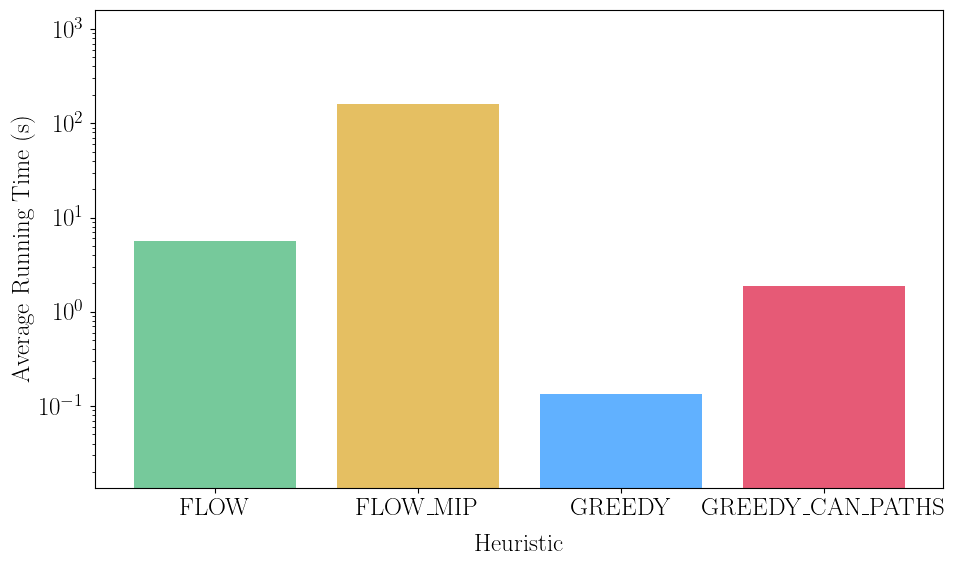 Average Running Time (s)
10³
10²
10¹
10⁰
10⁻¹
FLOW
FLOW_MIP
GREEDY
GREEDY_CAN_PATHS
Heuristic